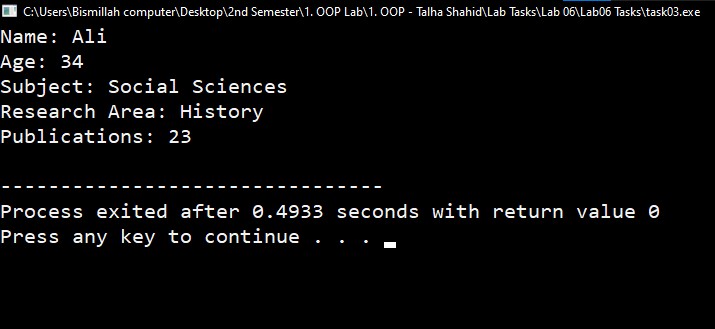 C:\Users\Bismillah computer\Desktop\2nd Semester\1. OOP Lab\1. OOP - Talha Shahid\Lab Tasks\Lab 06\Lab06 Tasks\task03.exe
Name: Ali
Age: 34
Subject: Social Sciences
Research Area: History
Publications: 23
--------------------------------
Process exited after 0.4933 seconds with return value 0
Press any key to continue . . .